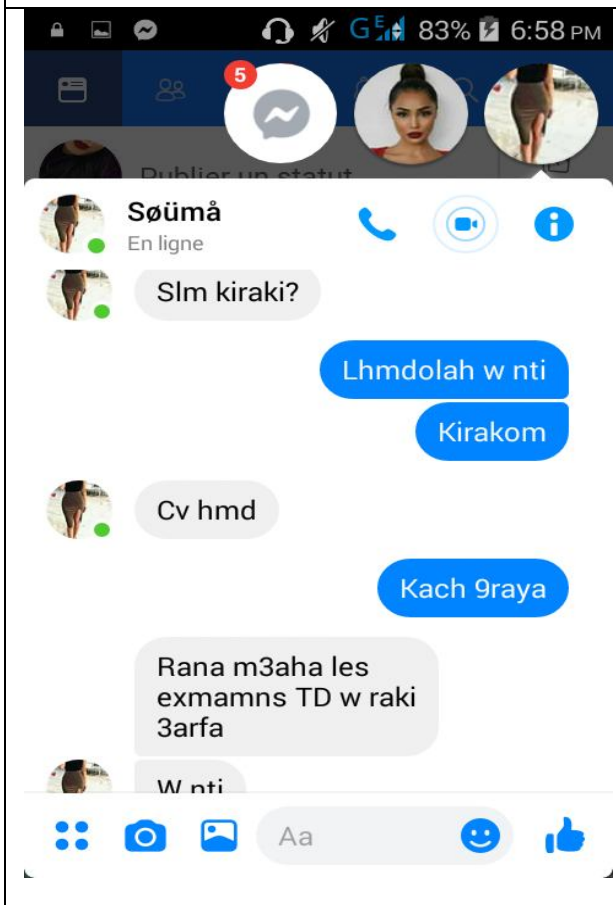 G E 83% 6:58 PM
5
Publier un statut
Søümå
En ligne
Slm kiraki?
Lhmdolah w nti
Kirakom
Cv hmd
Kach 9raya
Rana m3aha les
exmamns TD w raki
3arfa
W nti
Aa